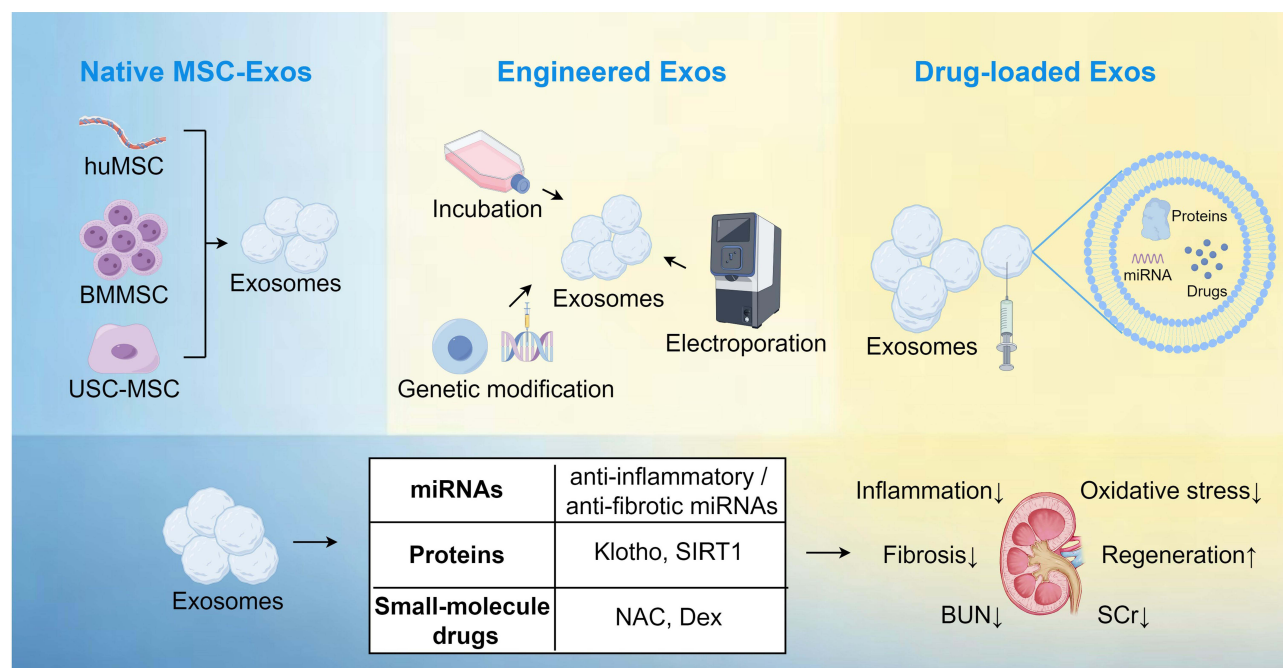 Native MSC-Exos
huMSC
BMMSC
USC-MSC
Exosomes
Engineered Exos
Incubation
Exosomes
Electroporation
Genetic modification
Drug-loaded Exos
Exosomes
Proteins
miRNA
Drugs
Exosomes
miRNAs
anti-inflammatory /
anti-fibrotic miRNAs
Proteins
Klotho, SIRT1
Small-molecule
drugs
NAC, Dex
Inflammation↓
Oxidative stress↓
Fibrosis↓
Regeneration↑
BUN↓
SCr↓